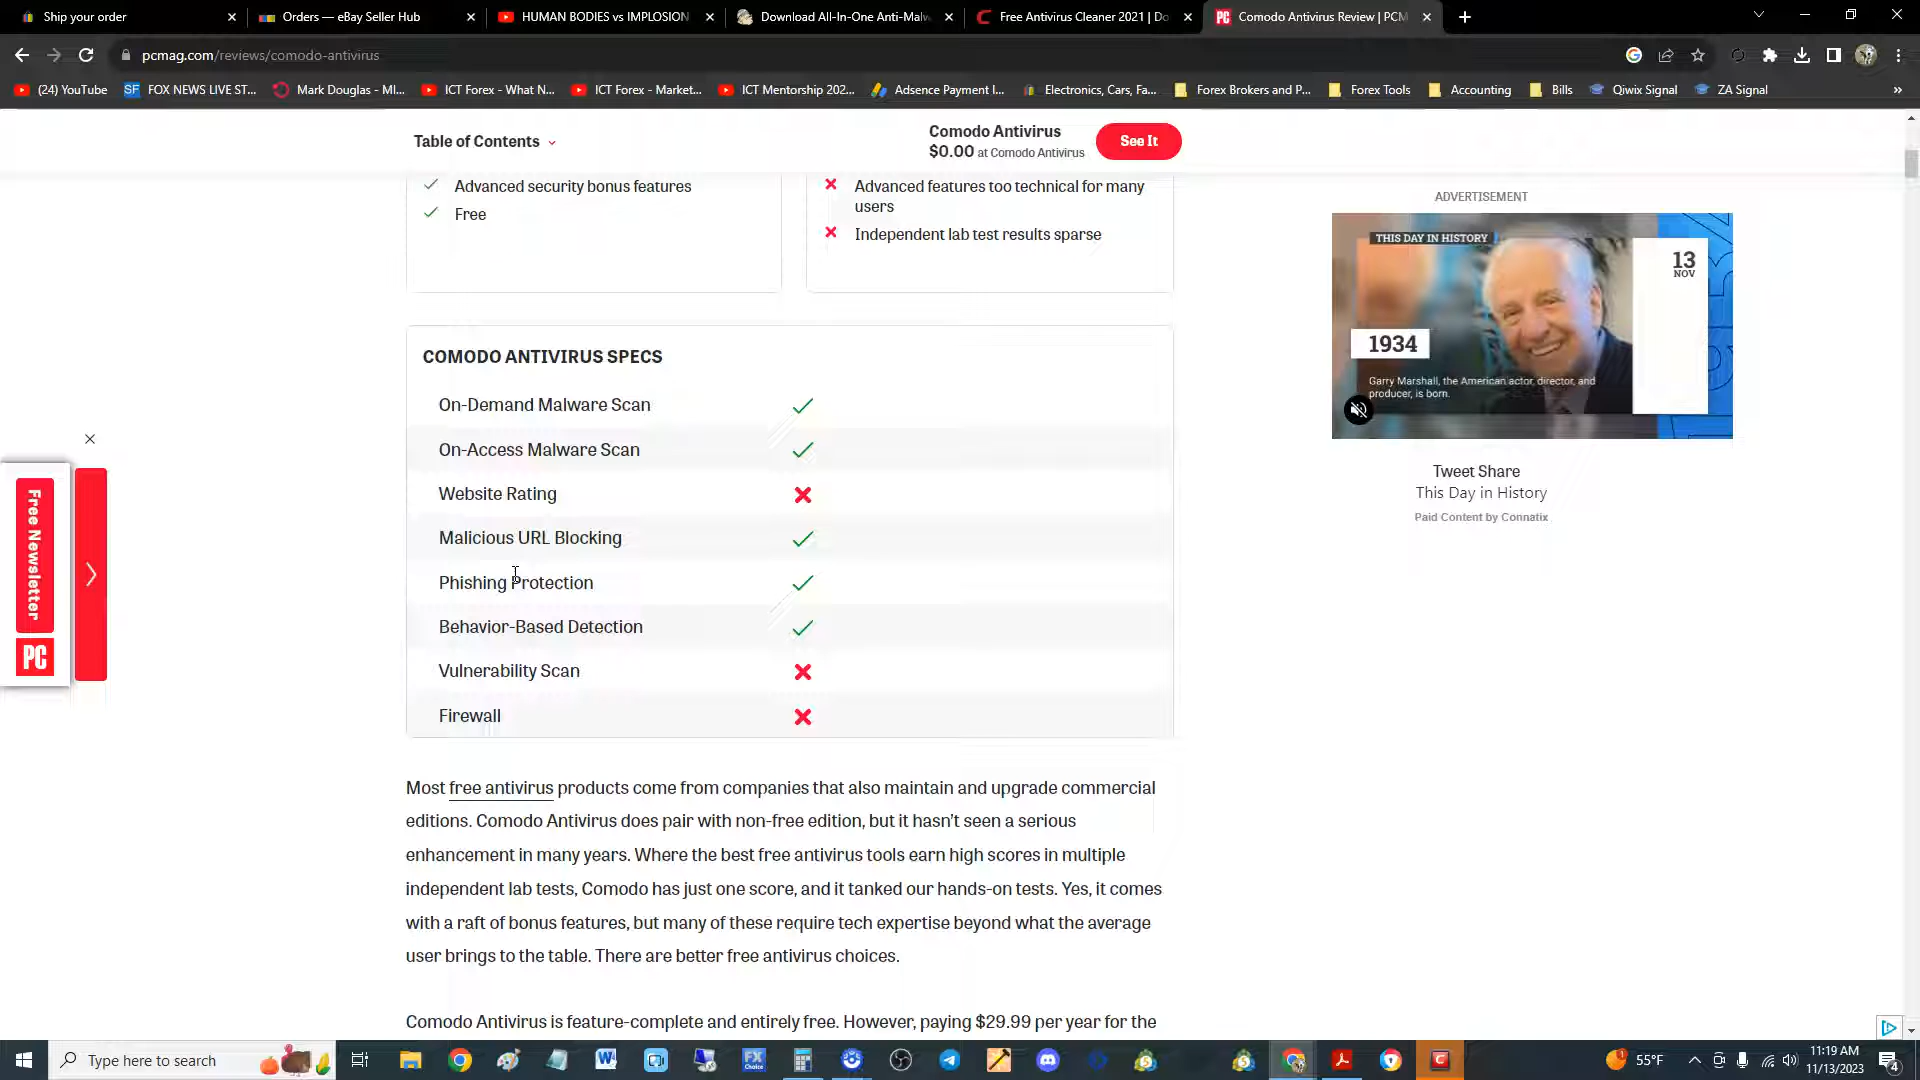 Ship your order
Orders — eBay Seller Hub
HUMAN BODIES vs IMPLOSION
Download All-In-One Anti-Malw
Free Antivirus Cleaner 2021 | Do
Comodo Antivirus Review | PCM
pcmag.com/reviews/comodo-antivirus
(24) YouTube
FOX NEWS LIVE ST...
Mark Douglas - MI...
ICT Forex - What N...
ICT Forex - Market...
ICT Mentorship 202...
Adsence Payment I...
Electronics, Cars, Fa...
Forex Brokers and P...
Forex Tools
Accounting
Bills
Qiwix Signal
ZA Signal
»
Table of Contents
Comodo Antivirus
$0.00 at Comodo Antivirus
See It
Advanced security bonus features
Free
Advanced features too technical for many
users
Independent lab test results sparse
ADVERTISEMENT
THIS DAY IN HISTORY
13
NOV
1934
Garry Marshall, the American actor, director, and
producer, is born.
Tweet Share
This Day in History
Paid Content by Connatix
COMODO ANTIVIRUS SPECS
On-Demand Malware Scan
On-Access Malware Scan
Website Rating
Malicious URL Blocking
Phishing Protection
Behavior-Based Detection
Vulnerability Scan
Firewall
Free Newsletter
PC
Most free antivirus products come from companies that also maintain and upgrade commercial
editions. Comodo Antivirus does pair with non-free edition, but it hasn't seen a serious
enhancement in many years. Where the best free antivirus tools earn high scores in multiple
independent lab tests, Comodo has just one score, and it tanked our hands-on tests. Yes, it comes
with a raft of bonus features, but many of these require tech expertise beyond what the average
user brings to the table. There are better free antivirus choices.
Comodo Antivirus is feature-complete and entirely free. However, paying $29.99 per year for the
Type here to search
FX
Choice
55°F
11:19 AM
11/13/2023
4